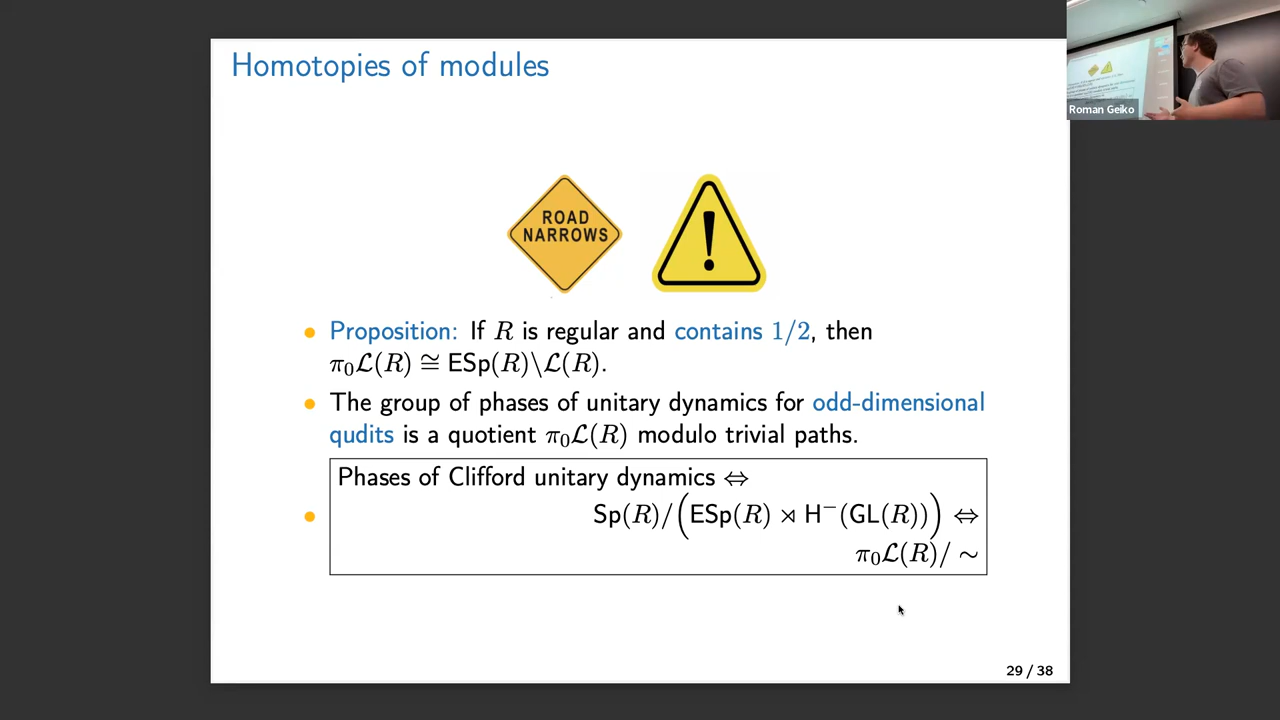 Homotopies of modules
Roman Geiko
ROAD
NARROWS
!
• Proposition: If R is regular and contains 1/2, then
π₀ℒ(R) ≅ ESp(R)\ℒ(R).
• The group of phases of unitary dynamics for odd-dimensional
qudits is a quotient π₀ℒ(R) modulo trivial paths.
Phases of Clifford unitary dynamics ⇔
• Sp(R)/(ESp(R) ⋊ H⁻(GL(R))) ⇔
π₀ℒ(R)/ ∼
29 / 38